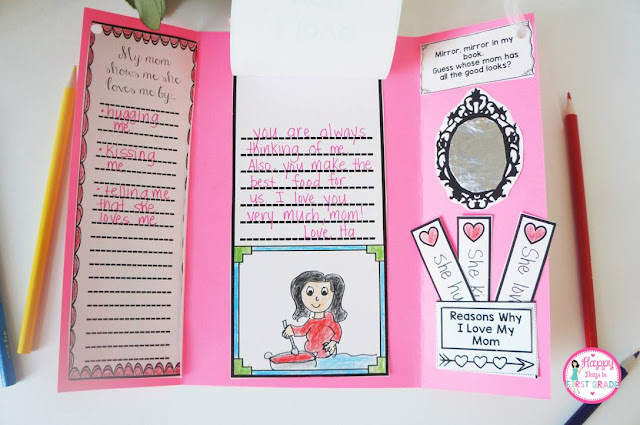 My mom
shows me she
loves me by...
• hugging
me
• Kissing
me
• telling me
that she
loves me
you are always
thinking of me.
Also, you make the
best food for
us. I love you
very much, mom!
Love, Ha
Mirror, mirror in my
book.
Guess whose mom has
all the good looks?
She hu
She k
She lov
Reasons Why
I Love My
Mom
Happy
Days in
FIRST GRADE